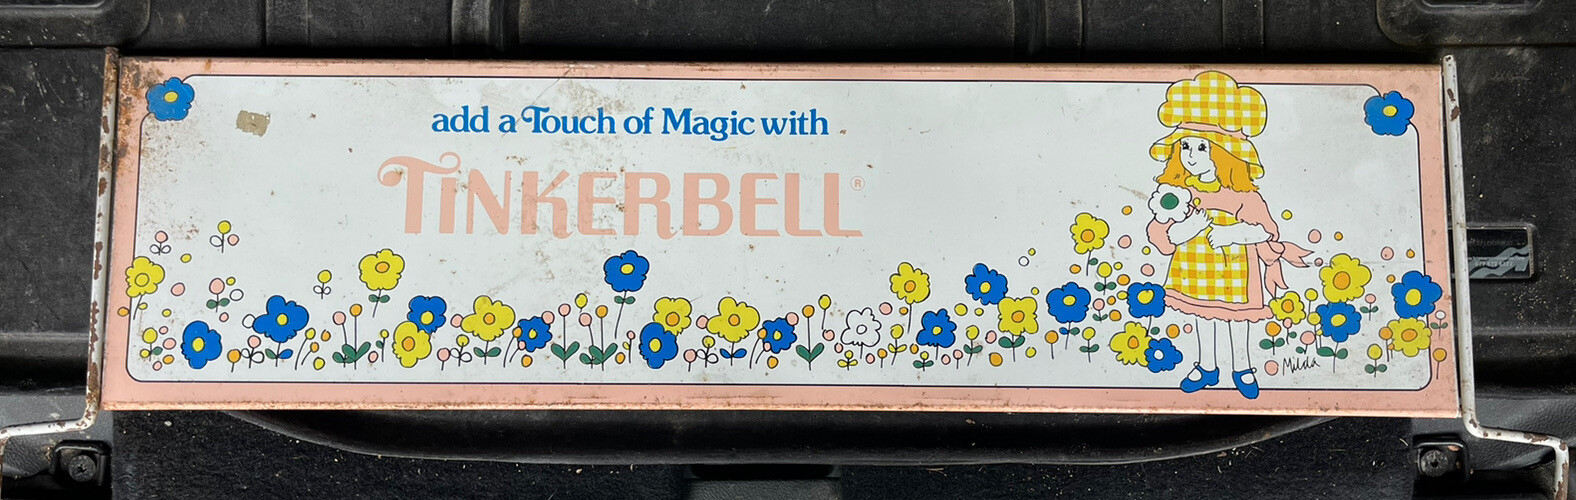 add a Touch of Magic with
TiNKERBELL®
Milda